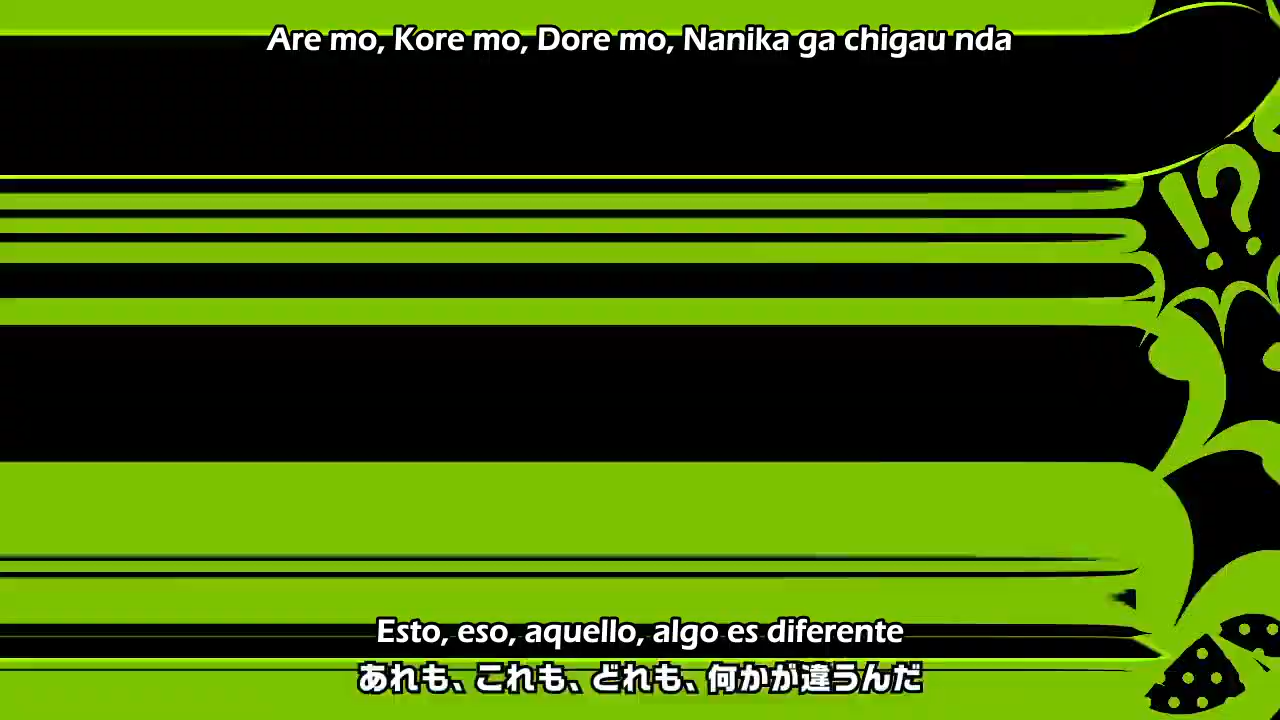 Are mo, Kore mo, Dore mo, Nanika ga chigau nda
!?
Esto, eso, aquello, algo es diferente
あれも、これも、どれも、何かが違うんだ